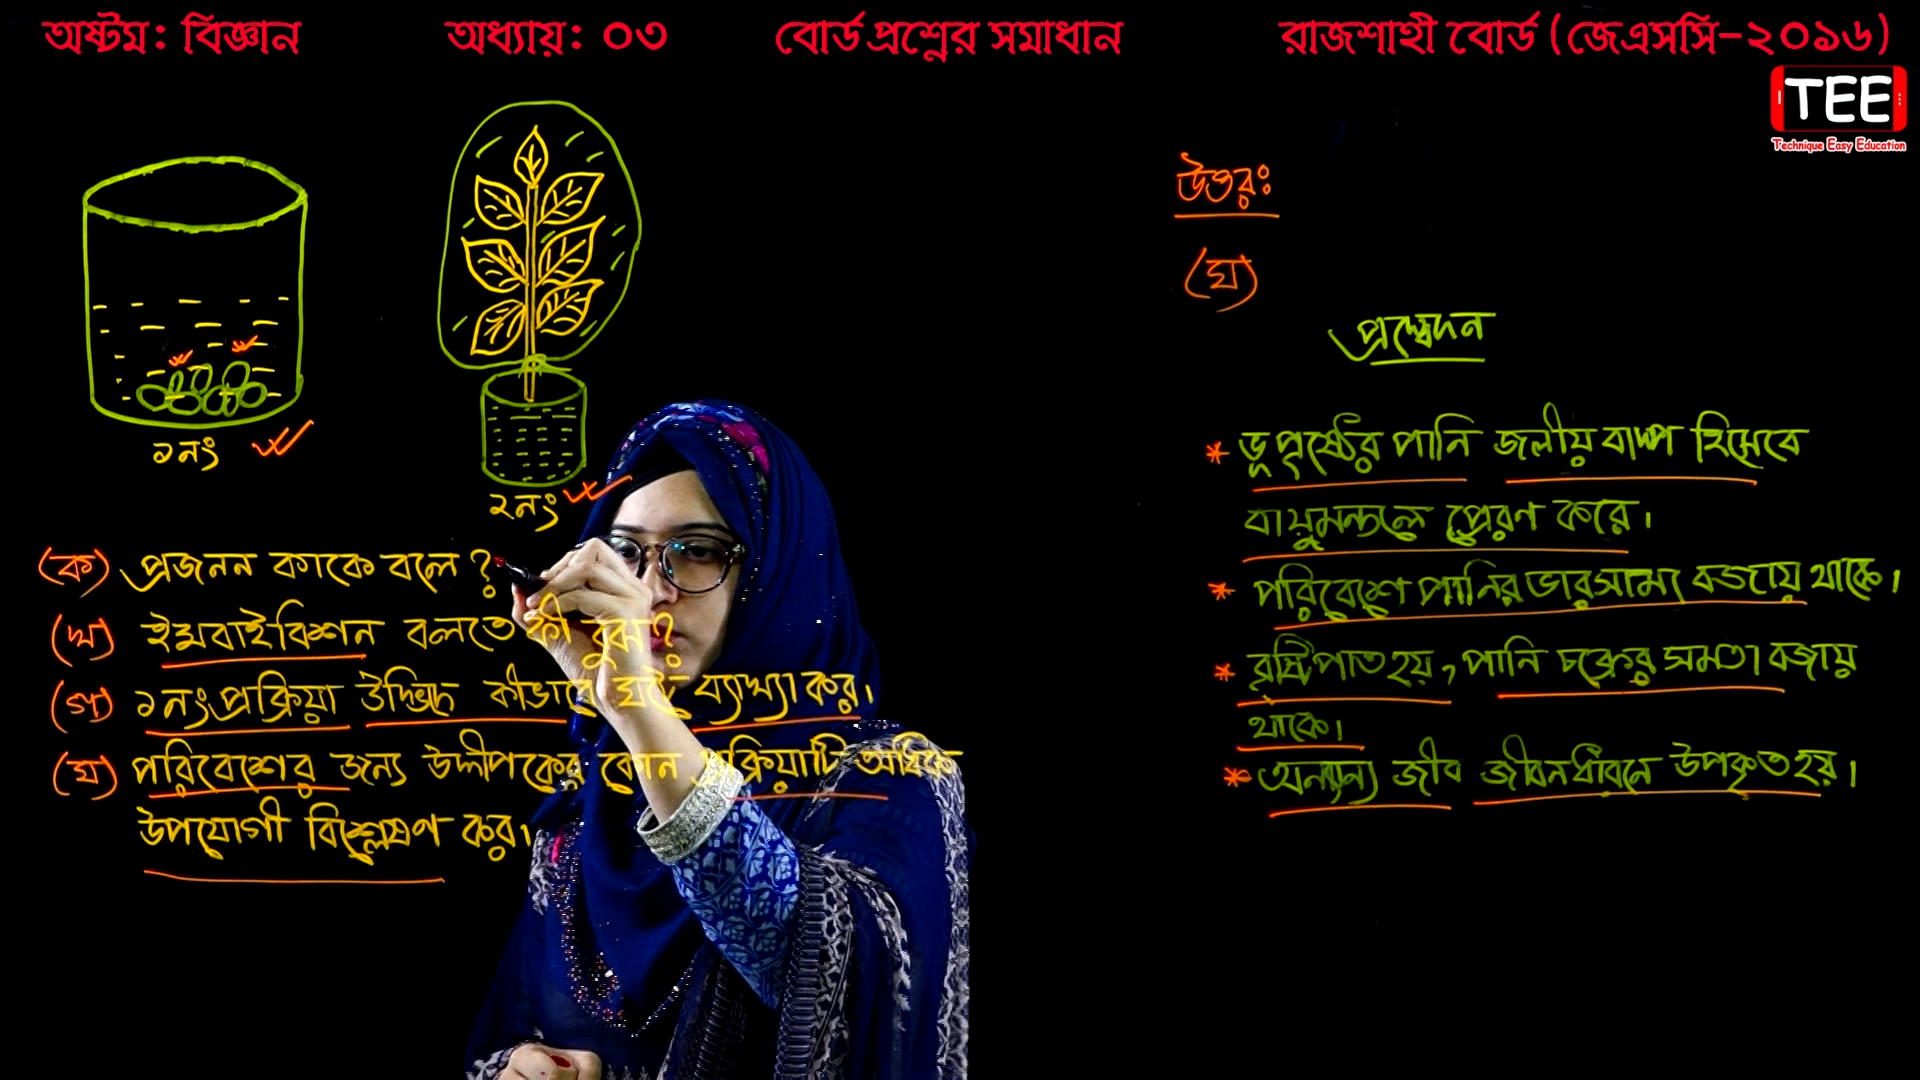 অষ্টম: বিজ্ঞান
অধ্যায়: ০৩
বোর্ড প্রশ্নের সমাধান
রাজশাহী বোর্ড (জেএসসি-২০১৬)
TEE
Technique Easy Education
১নং
২নং
(ক) প্রজনন কাকে বলে ?
(খ) ইমবাইবিশন বলতে কী বুঝ?
(গ) ১নং প্রক্রিয়া উদ্ভিদে কীভাবে ঘটে ব্যাখ্যা কর।
(ঘ) পরিবেশের জন্য উদ্দীপকের কোন প্রক্রিয়াটি অধিক
উপযোগী বিশ্লেষণ কর।
উত্তর:
(ঘ)
প্রস্বেদন
* ভূ পৃষ্ঠের পানি জলীয় বাষ্প হিসেবে
বায়ুমন্ডলে প্রেরণ করে।
* পরিবেশে পানির ভারসাম্য বজায় থাকে।
* বৃষ্টিপাত হয়, পানি চক্রের সমতা বজায়
থাকে।
* অন্যান্য জীব জীবনধারনে উপকৃত হয়।